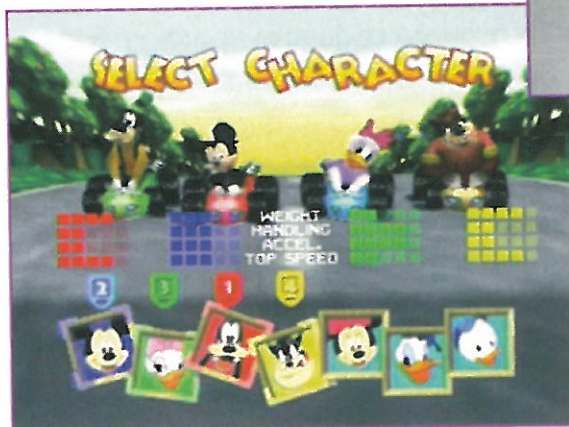 SELECT CHARACTER
WEIGHT
HANDLING
ACCEL.
TOP SPEED
2 3 1 4